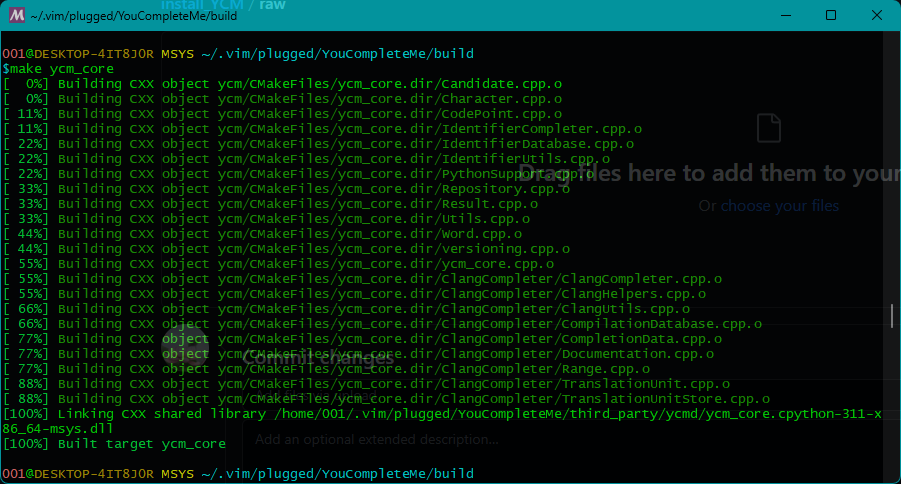 install_YCM / raw
~/.vim/plugged/YouCompleteMe/build
001@DESKTOP-4IT8J0R MSYS ~/.vim/plugged/YouCompleteMe/build
$make ycm_core
[  0%] Building CXX object ycm/CMakeFiles/ycm_core.dir/Candidate.cpp.o
[  0%] Building CXX object ycm/CMakeFiles/ycm_core.dir/Character.cpp.o
[ 11%] Building CXX object ycm/CMakeFiles/ycm_core.dir/CodePoint.cpp.o
[ 11%] Building CXX object ycm/CMakeFiles/ycm_core.dir/IdentifierCompleter.cpp.o
[ 22%] Building CXX object ycm/CMakeFiles/ycm_core.dir/IdentifierDatabase.cpp.o
[ 22%] Building CXX object ycm/CMakeFiles/ycm_core.dir/IdentifierUtils.cpp.o
[ 22%] Building CXX object ycm/CMakeFiles/ycm_core.dir/PythonSupport.cpp.o
Drag files here to add them to your
[ 33%] Building CXX object ycm/CMakeFiles/ycm_core.dir/Repository.cpp.o
[ 33%] Building CXX object ycm/CMakeFiles/ycm_core.dir/Result.cpp.o
Or choose your files
[ 33%] Building CXX object ycm/CMakeFiles/ycm_core.dir/Utils.cpp.o
[ 44%] Building CXX object ycm/CMakeFiles/ycm_core.dir/Word.cpp.o
[ 44%] Building CXX object ycm/CMakeFiles/ycm_core.dir/versioning.cpp.o
[ 55%] Building CXX object ycm/CMakeFiles/ycm_core.dir/ycm_core.cpp.o
[ 55%] Building CXX object ycm/CMakeFiles/ycm_core.dir/ClangCompleter/ClangCompleter.cpp.o
[ 55%] Building CXX object ycm/CMakeFiles/ycm_core.dir/ClangCompleter/ClangHelpers.cpp.o
[ 66%] Building CXX object ycm/CMakeFiles/ycm_core.dir/ClangCompleter/ClangUtils.cpp.o
[ 66%] Building CXX object ycm/CMakeFiles/ycm_core.dir/ClangCompleter/CompilationDatabase.cpp.o
[ 77%] Building CXX object ycm/CMakeFiles/ycm_core.dir/ClangCompleter/CompletionData.cpp.o
[ 77%] Building CXX object ycm/CMakeFiles/ycm_core.dir/ClangCompleter/Documentation.cpp.o
Commit changes
[ 77%] Building CXX object ycm/CMakeFiles/ycm_core.dir/ClangCompleter/Range.cpp.o
[ 88%] Building CXX object ycm/CMakeFiles/ycm_core.dir/ClangCompleter/TranslationUnit.cpp.o
[ 88%] Building CXX object ycm/CMakeFiles/ycm_core.dir/ClangCompleter/TranslationUnitStore.cpp.o
[100%] Linking CXX shared library /home/001/.vim/plugged/YouCompleteMe/third_party/ycmd/ycm_core.cpython-311-x
86_64-msys.dll
Add an optional extended description...
[100%] Built target ycm_core
001@DESKTOP-4IT8J0R MSYS ~/.vim/plugged/YouCompleteMe/build